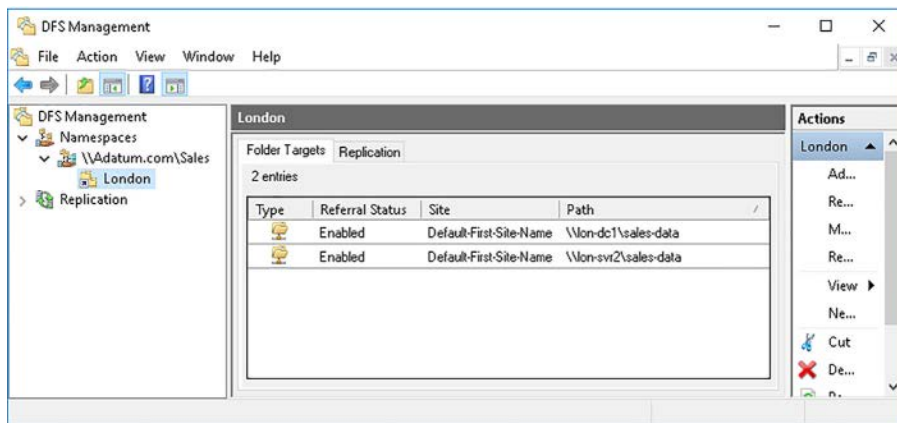 DFS Management
File Action View Window Help
DFS Management
Namespaces
\\Adatum.com\Sales
London
Replication
London
Folder Targets Replication
2 entries
Type Referral Status Site Path
Enabled Default-First-Site-Name \\lon-dc1\sales-data
Enabled Default-First-Site-Name \\lon-svr2\sales-data
Actions
London
Ad...
Re...
M...
Re...
View
Ne...
Cut
De...